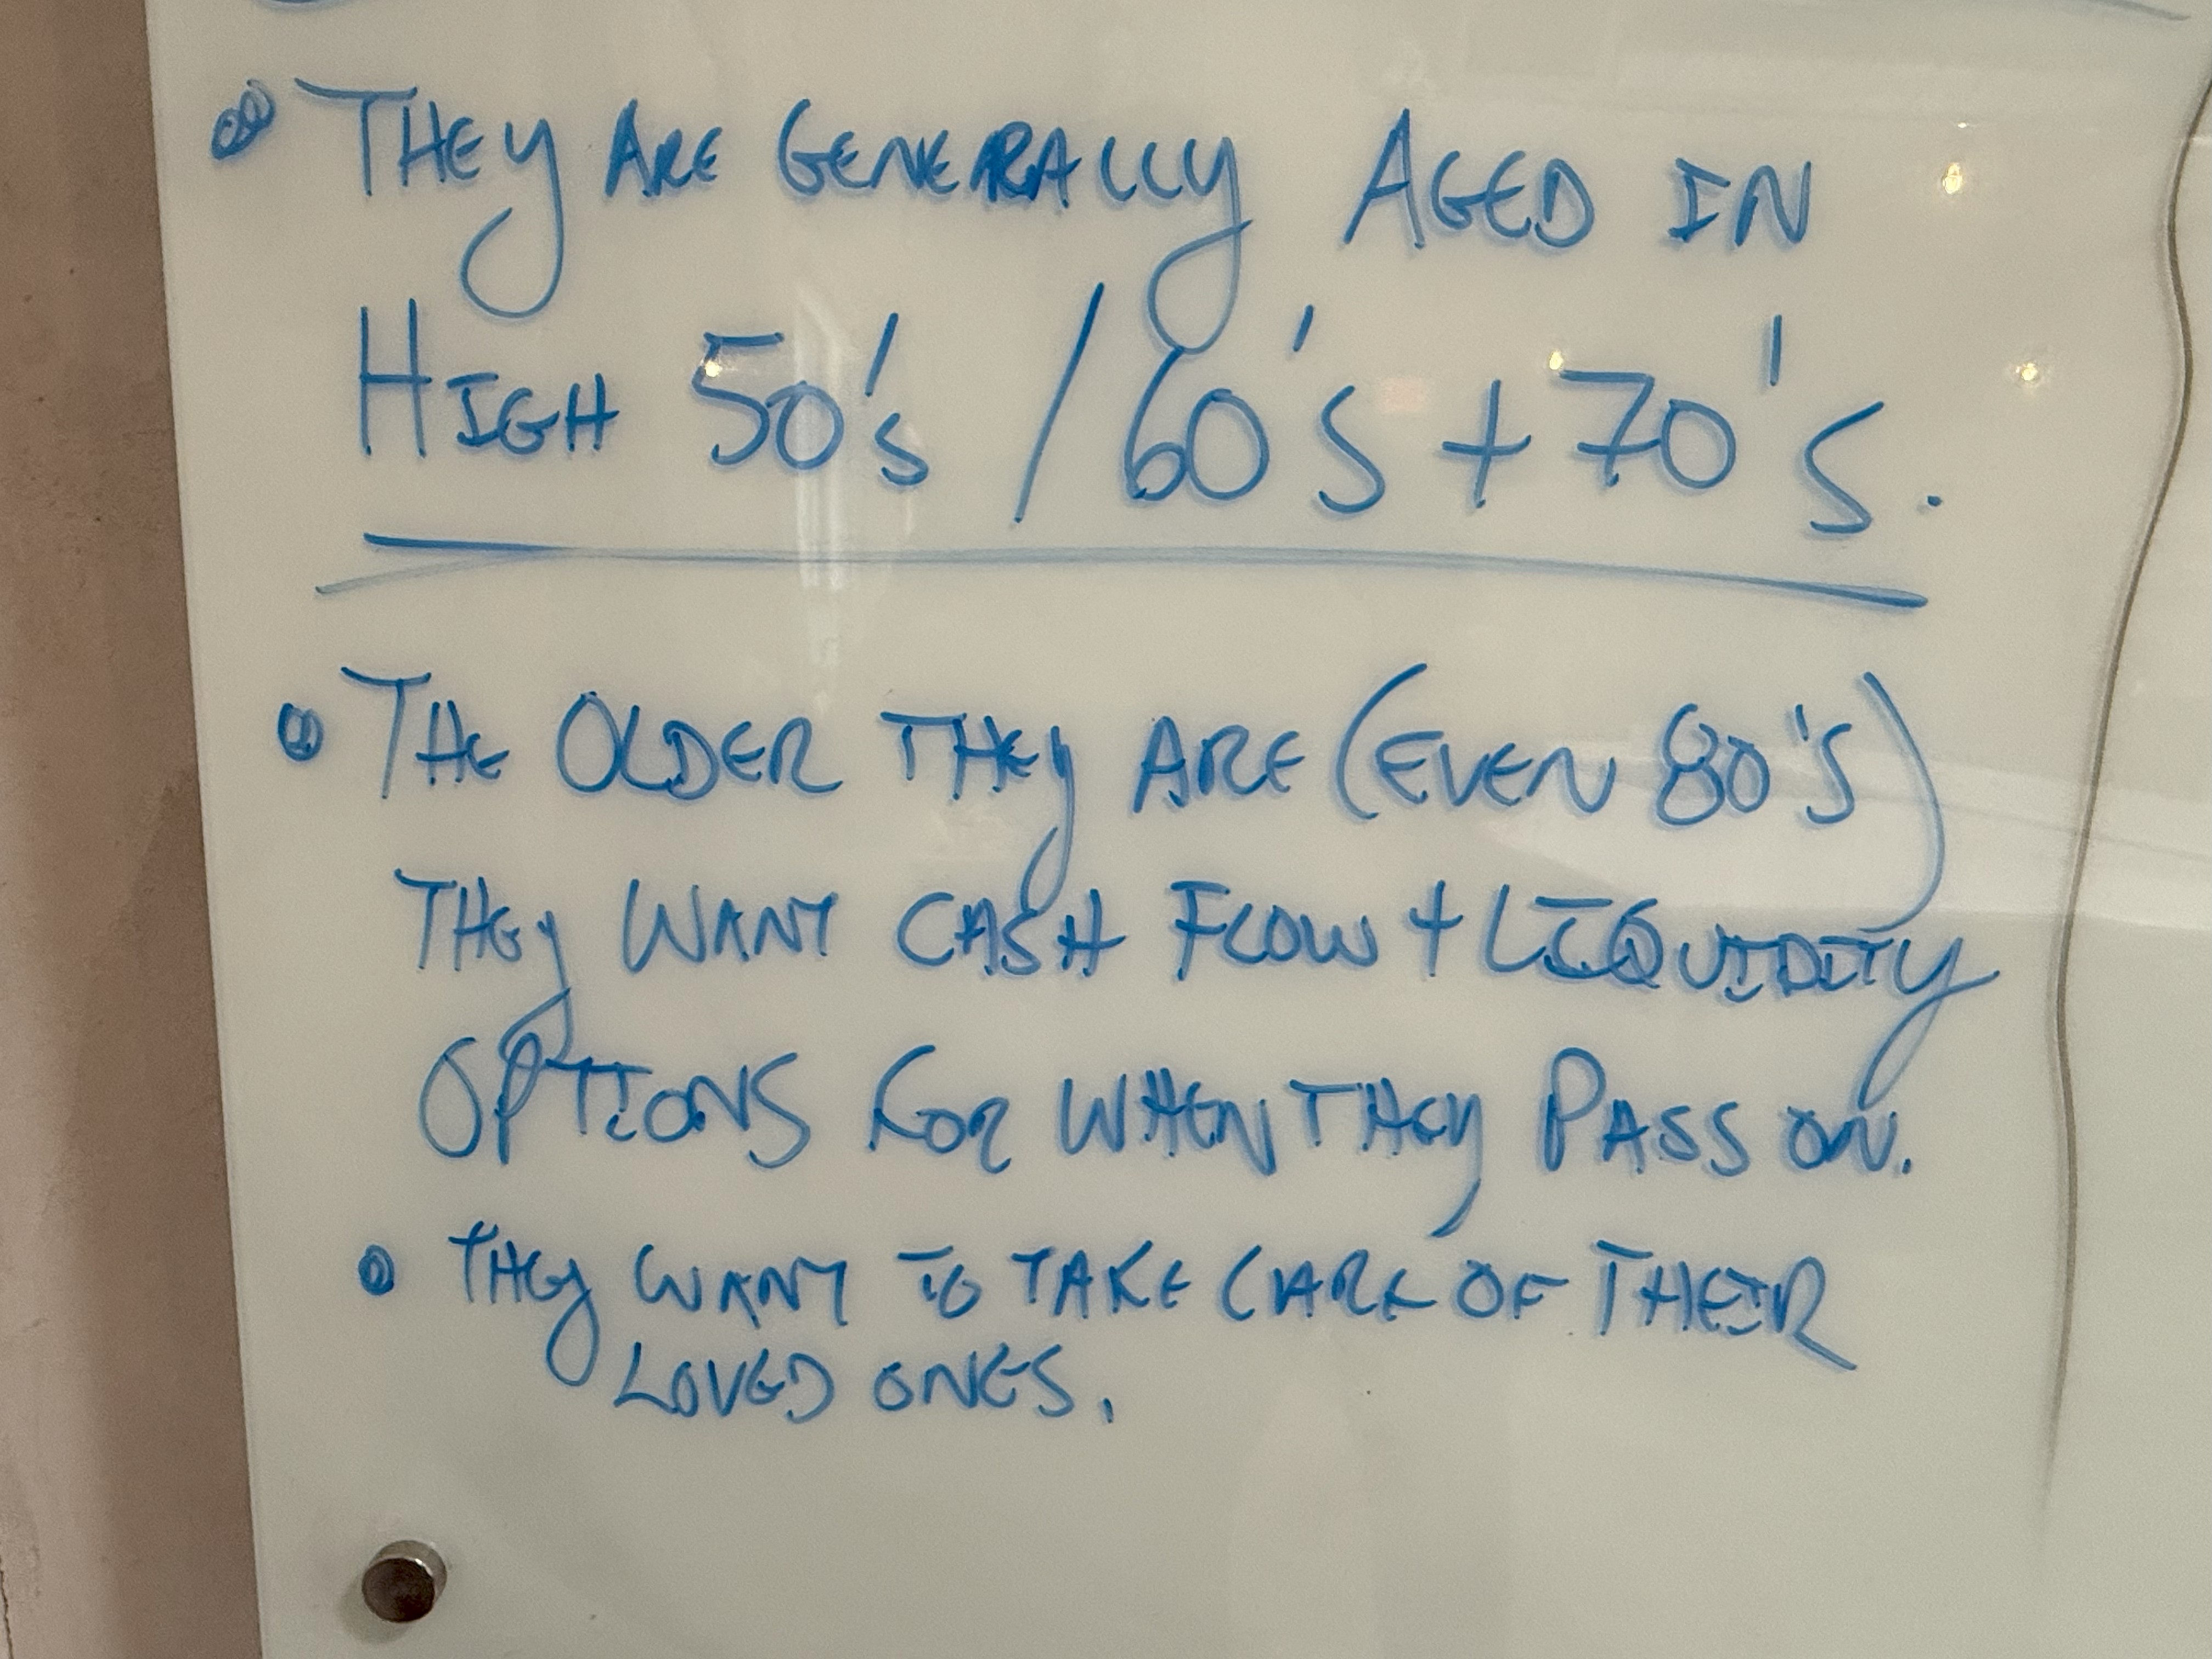 • THEY ARE GENERALLY AGED IN
HIGH 50's / 60's + 70's.
• THE OLDER THEY ARE (EVEN 80's)
THEY WANT CASH FLOW + LIQUIDITY
OPTIONS FOR WHEN THEY PASS ON.
• THEY WANT TO TAKE CARE OF THEIR
LOVED ONES.